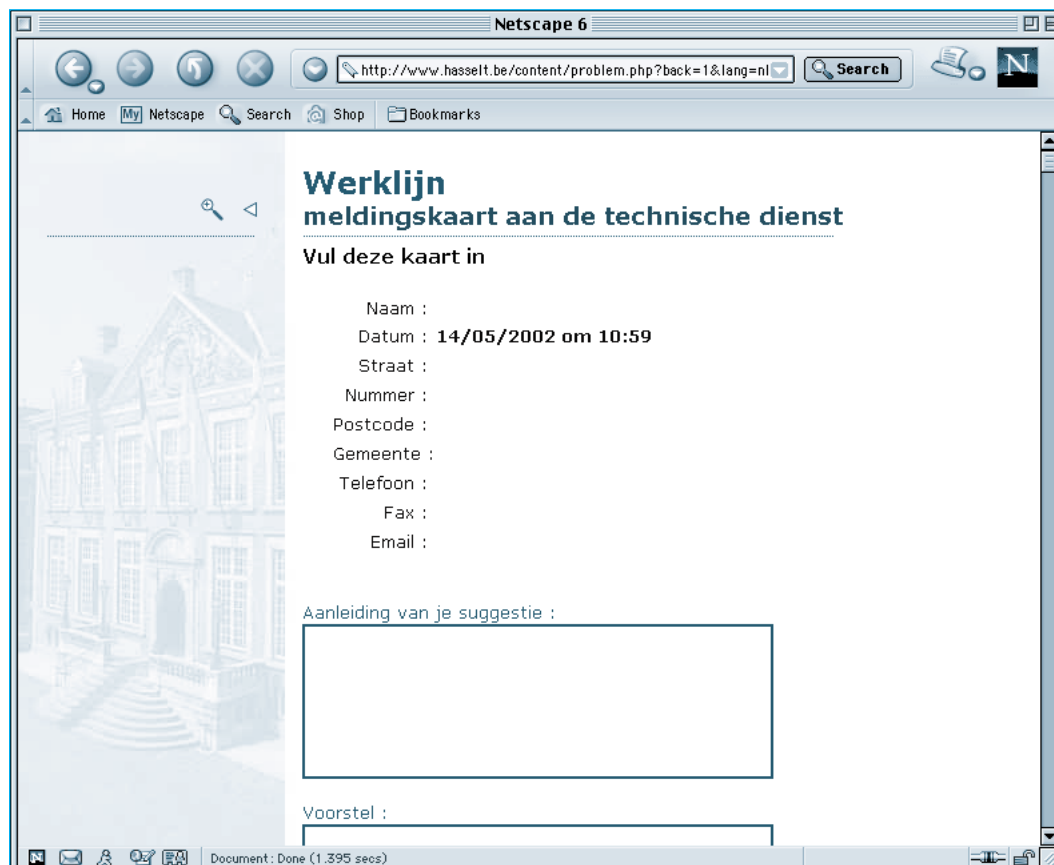 Netscape 6
http://www.hasselt.be/content/problem.php?back=1&lang=nl
Search
N
Home My Netscape Search Shop Bookmarks
Werklijn
meldingskaart aan de technische dienst
Vul deze kaart in
Naam :
Datum : 14/05/2002 om 10:59
Straat :
Nummer :
Postcode :
Gemeente :
Telefoon :
Fax :
Email :
Aanleiding van je suggestie :
Voorstel :
N
Document: Done (1.395 secs)